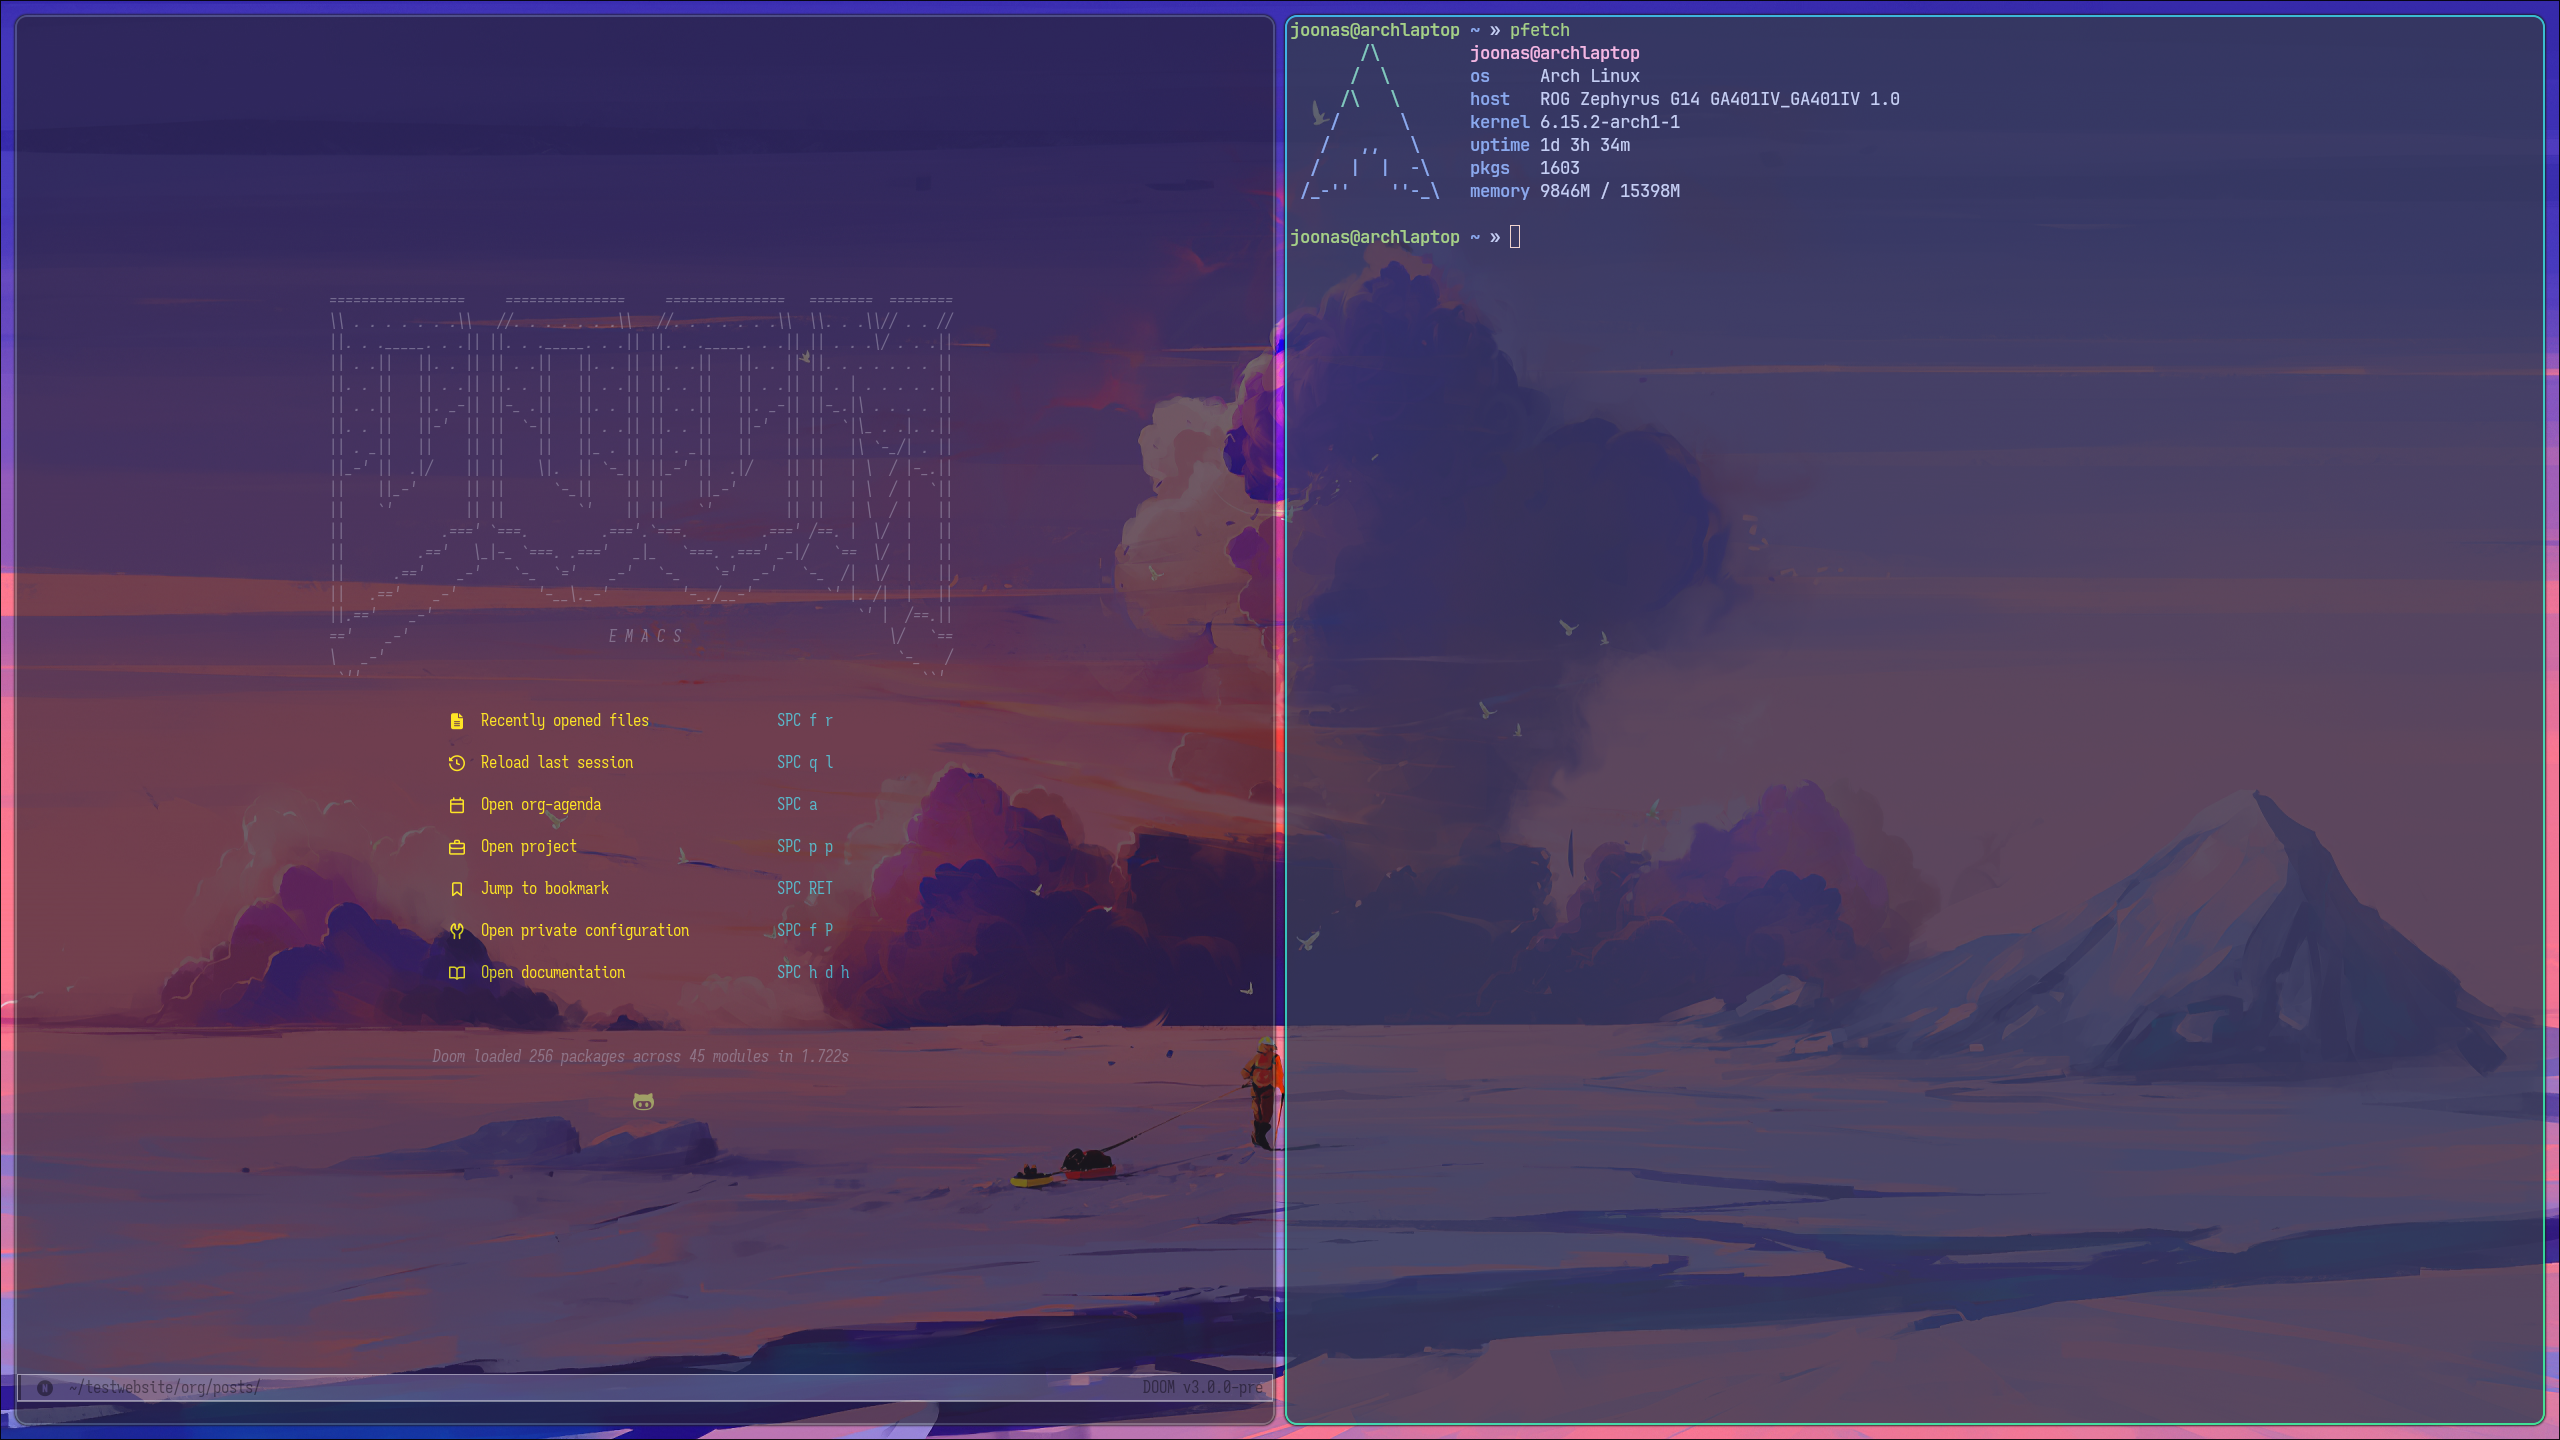 E M A C S
Recently opened files SPC f r
Reload last session SPC q l
Open org-agenda SPC a
Open project SPC p p
Jump to bookmark SPC RET
Open private configuration SPC f P
Open documentation SPC h d h
Doom loaded 256 packages across 45 modules in 1.722s
~/testwebsite/org/posts/ DOOM v3.0.0-pre
joonas@archlaptop ~ » pfetch
joonas@archlaptop
os Arch Linux
host ROG Zephyrus G14 GA401IV_GA401IV 1.0
kernel 6.15.2-arch1-1
uptime 1d 3h 34m
pkgs 1603
memory 9846M / 15398M
joonas@archlaptop ~ »